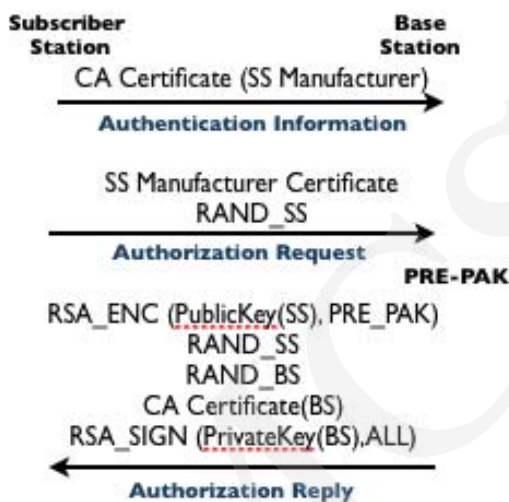 Subscriber Station
Base Station
CA Certificate (SS Manufacturer)
Authentication Information
SS Manufacturer Certificate
RAND_SS
Authorization Request
PRE-PAK
RSA_ENC (PublicKey(SS), PRE_PAK)
RAND_SS
RAND_BS
CA Certificate(BS)
RSA_SIGN (PrivateKey(BS),ALL)
Authorization Reply